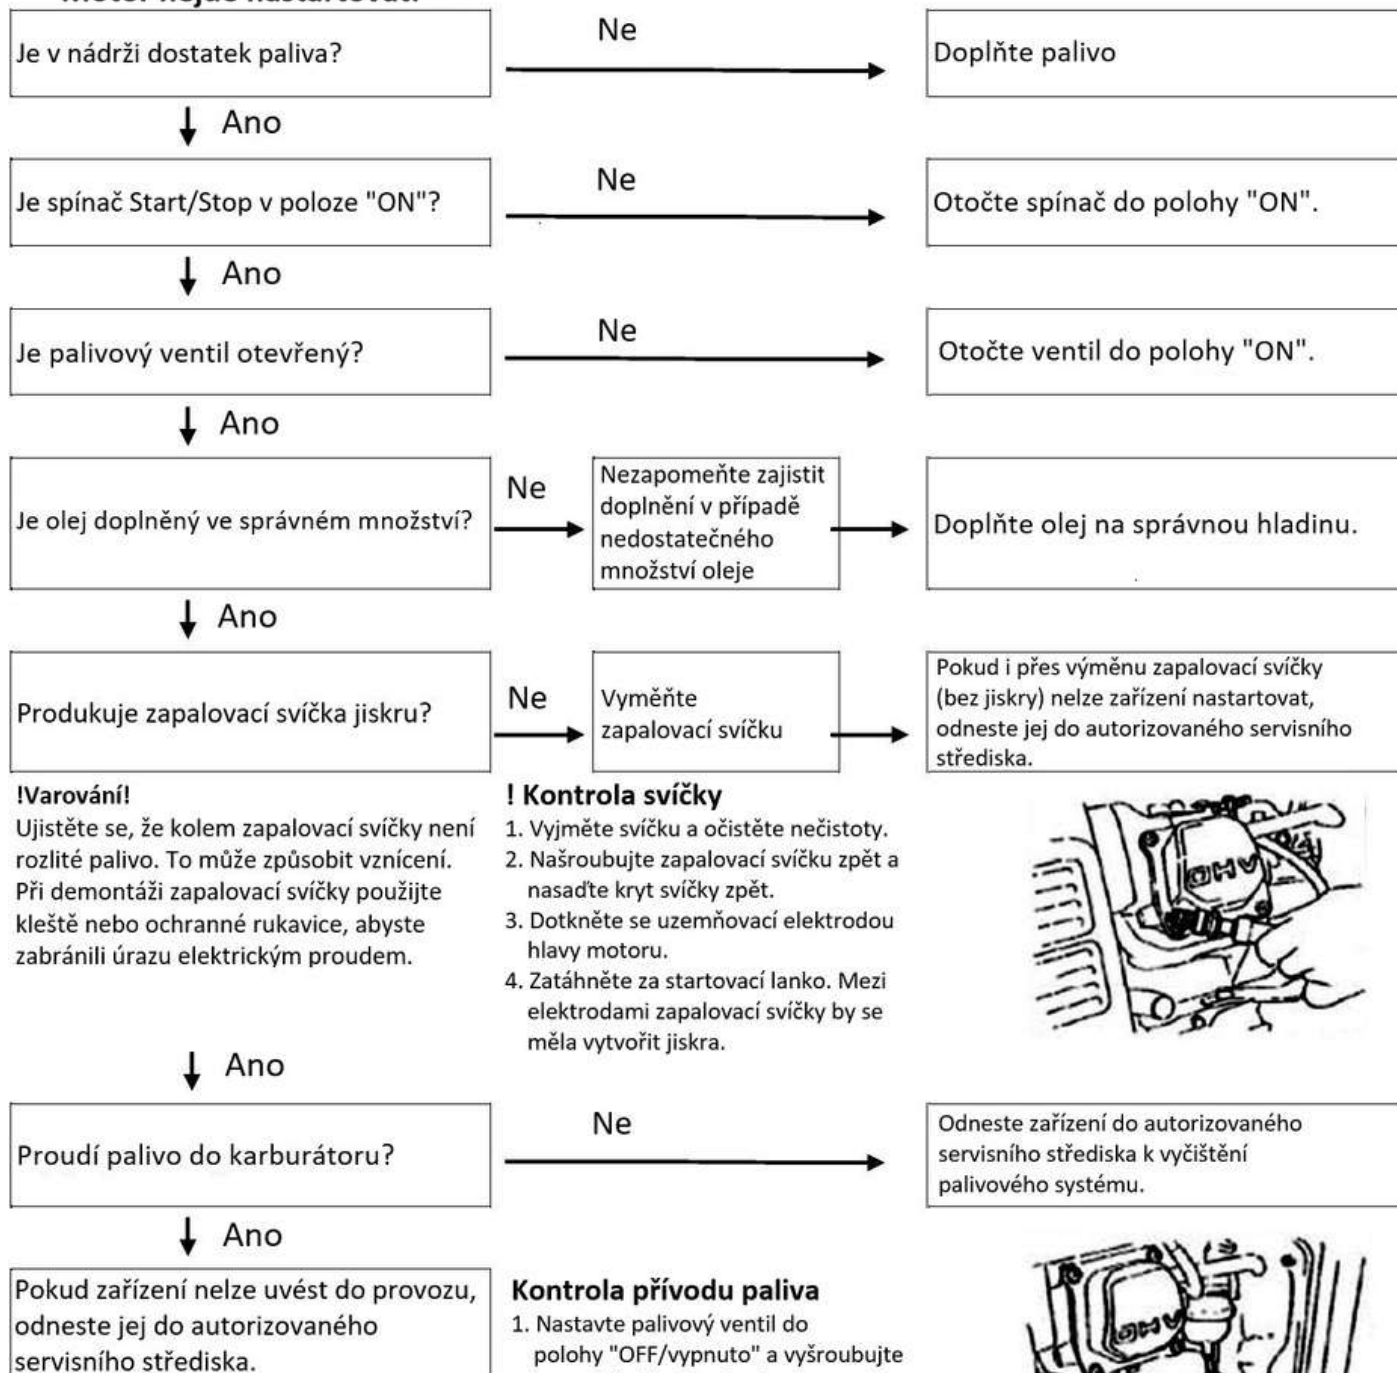 Motor nejde nastartovat.
Je v nádrži dostatek paliva?
Ne
Doplňte palivo
Ano
Je spínač Start/Stop v poloze "ON"?
Ne
Otočte spínač do polohy "ON".
Ano
Je palivový ventil otevřený?
Ne
Otočte ventil do polohy "ON".
Ano
Je olej doplněný ve správném množství?
Ne
Nezapomeňte zajistit
doplnění v případě
nedostatečného
množství oleje
Doplňte olej na správnou hladinu.
Ano
Produkuje zapalovací svíčka jiskru?
Ne
Vyměňte
zapalovací svíčku
Pokud i přes výměnu zapalovací svíčky
(bez jiskry) nelze zařízení nastartovat,
odneste jej do autorizovaného servisního
střediska.
!Varování!
Ujistěte se, že kolem zapalovací svíčky není
rozlité palivo. To může způsobit vznícení.
Při demontáži zapalovací svíčky použijte
kleště nebo ochranné rukavice, abyste
zabránili úrazu elektrickým proudem.
! Kontrola svíčky
1. Vyjměte svíčku a očistěte nečistoty.
2. Našroubujte zapalovací svíčku zpět a
nasaďte kryt svíčky zpět.
3. Dotkněte se uzemňovací elektrodou
hlavy motoru.
4. Zatáhněte za startovací lanko. Mezi
elektrodami zapalovací svíčky by se
měla vytvořit jiskra.
OHV
Ano
Proudí palivo do karburátoru?
Ne
Odneste zařízení do autorizovaného
servisního střediska k vyčištění
palivového systému.
Ano
Pokud zařízení nelze uvést do provozu,
odneste jej do autorizovaného
servisního střediska.
Kontrola přívodu paliva
1. Nastavte palivový ventil do
polohy "OFF/vypnuto" a vyšroubujte
OHV